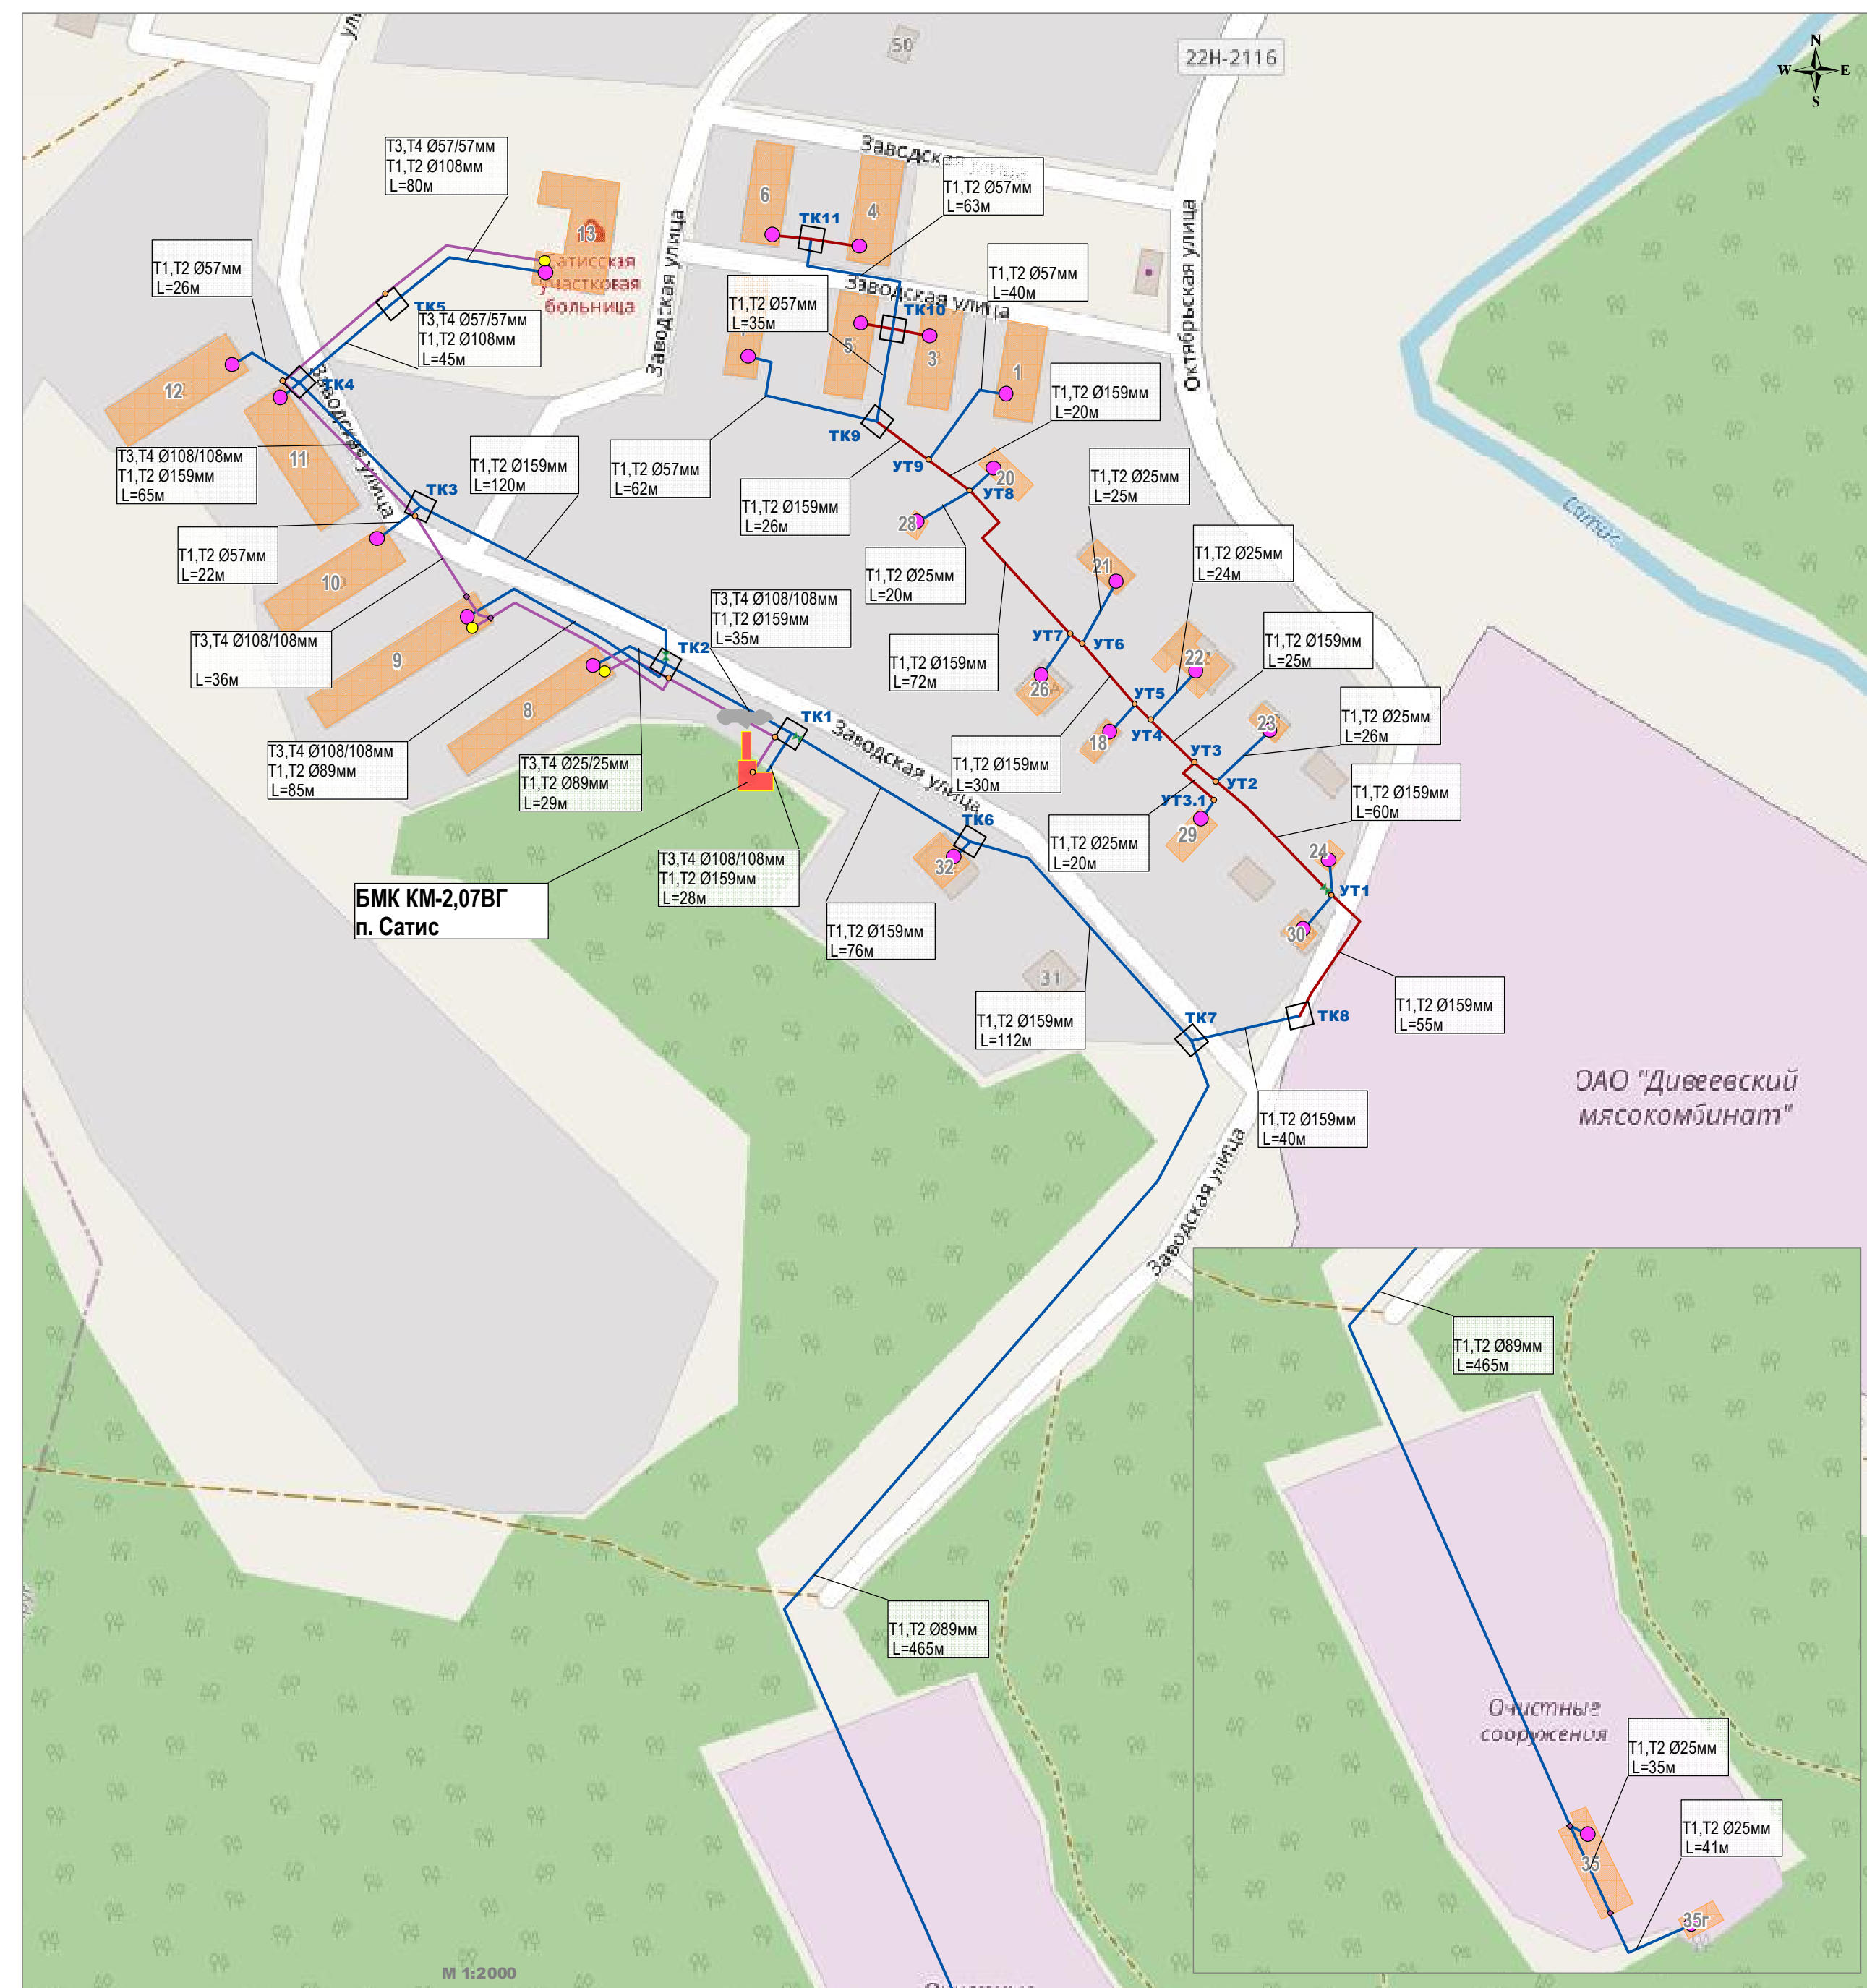 ули
50
22Н-2116
N
W E
S
Т3,Т4 Ø57/57мм
Т1,Т2 Ø108мм
L=80м
Заводская улица
Т1,Т2 Ø57мм
L=63м
6
4
ТК11
13
Сатисская
участковая
больница
Т1,Т2 Ø57мм
L=26м
Заводская улица
Октябрьская улица
Т1,Т2 Ø57мм
L=40м
Заводская улица
Т1,Т2 Ø57мм
L=35м
ТК10
ТК5
Т3,Т4 Ø57/57мм
Т1,Т2 Ø108мм
L=45м
5
3
1
12
ТК4
Заводская улица
Т1,Т2 Ø159мм
L=20м
ТК9
УТ9
11
Т3,Т4 Ø108/108мм
Т1,Т2 Ø159мм
L=65м
Т1,Т2 Ø159мм
L=120м
Т1,Т2 Ø57мм
L=62м
Т1,Т2 Ø159мм
L=26м
20
УТ8
28
Т1,Т2 Ø25мм
L=25м
ТК3
Сатис
Т1,Т2 Ø57мм
L=22м
10
Т1,Т2 Ø25мм
L=20м
21
Т1,Т2 Ø25мм
L=24м
Т3,Т4 Ø108/108мм
Т1,Т2 Ø159мм
L=35м
Т3,Т4 Ø108/108мм
L=36м
9
ТК2
УТ7
УТ6
Т1,Т2 Ø159мм
L=72м
26А
22
Т1,Т2 Ø159мм
L=25м
УТ5
УТ4
18
23
Т1,Т2 Ø25мм
L=26м
8
ТК1
Заводская улица
Т3,Т4 Ø108/108мм
Т1,Т2 Ø89мм
L=85м
Т3,Т4 Ø25/25мм
Т1,Т2 Ø89мм
L=29м
Т1,Т2 Ø159мм
L=30м
УТ3
УТ2
УТ3.1
29
Т1,Т2 Ø159мм
L=60м
ТК6
32
Т1,Т2 Ø25мм
L=20м
24
УТ1
30
Т3,Т4 Ø108/108мм
Т1,Т2 Ø159мм
L=28м
БМК КМ-2,07ВГ
п. Сатис
Т1,Т2 Ø159мм
L=76м
31
Т1,Т2 Ø159мм
L=112м
ТК7
ТК8
Т1,Т2 Ø159мм
L=55м
ОАО "Дивеевский
мясокомбинат"
Т1,Т2 Ø159мм
L=40м
Заводская улица
Т1,Т2 Ø89мм
L=465м
Т1,Т2 Ø89мм
L=465м
Очистные
сооружения
Т1,Т2 Ø25мм
L=35м
Т1,Т2 Ø25мм
L=41м
35
35г
М 1:2000
Очистные